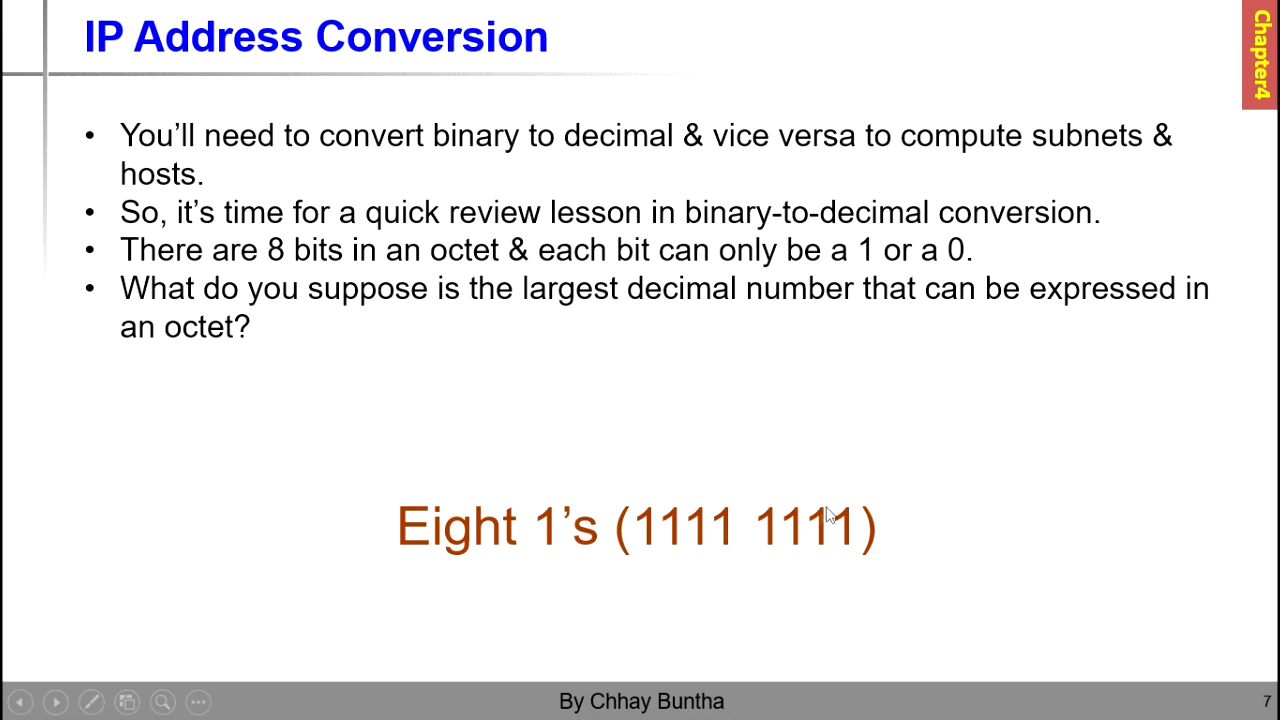 IP Address Conversion
Chapter4
• You’ll need to convert binary to decimal & vice versa to compute subnets &
hosts.
• So, it’s time for a quick review lesson in binary-to-decimal conversion.
• There are 8 bits in an octet & each bit can only be a 1 or a 0.
• What do you suppose is the largest decimal number that can be expressed in
an octet?
Eight 1’s (1111 1111)
By Chhay Buntha
7